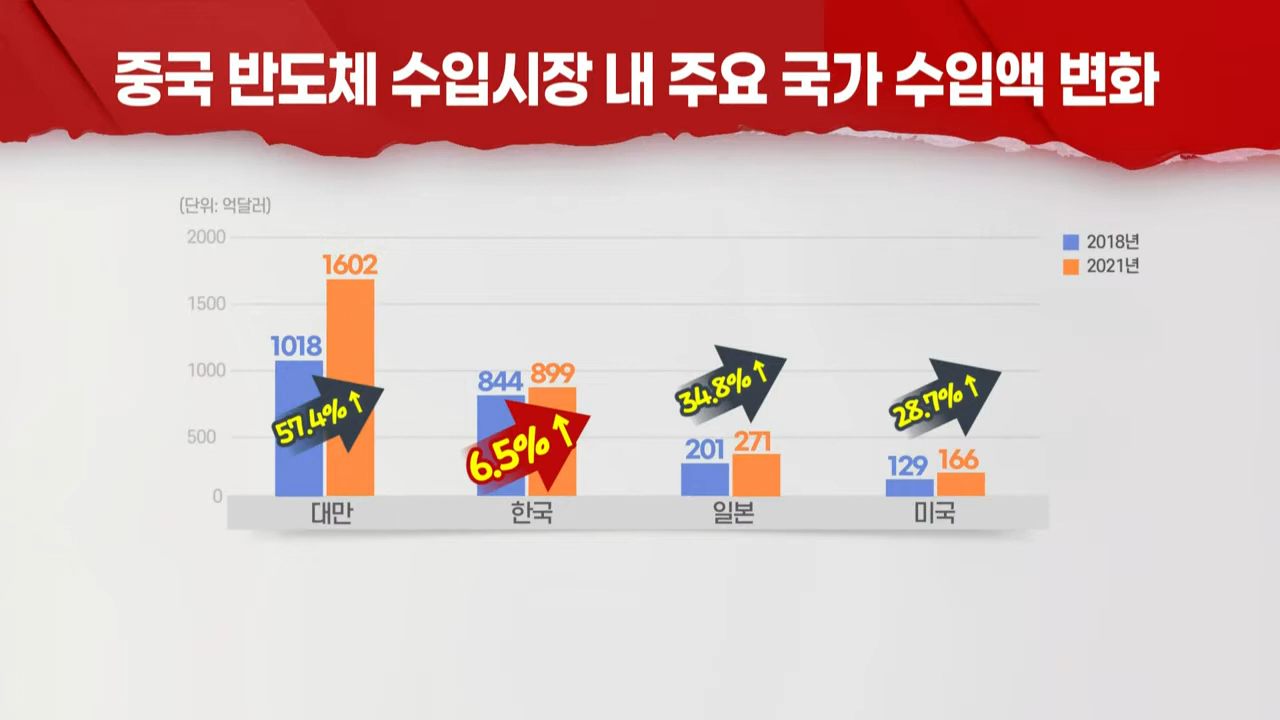 중국 반도체 수입시장 내 주요 국가 수입액 변화
(단위: 억달러)
2018년
2021년
2000
1500
1000
500
0
1018
1602
57.4%↑
844
899
6.5%↑
201
271
34.8%↑
129
166
28.7%↑
대만
한국
일본
미국